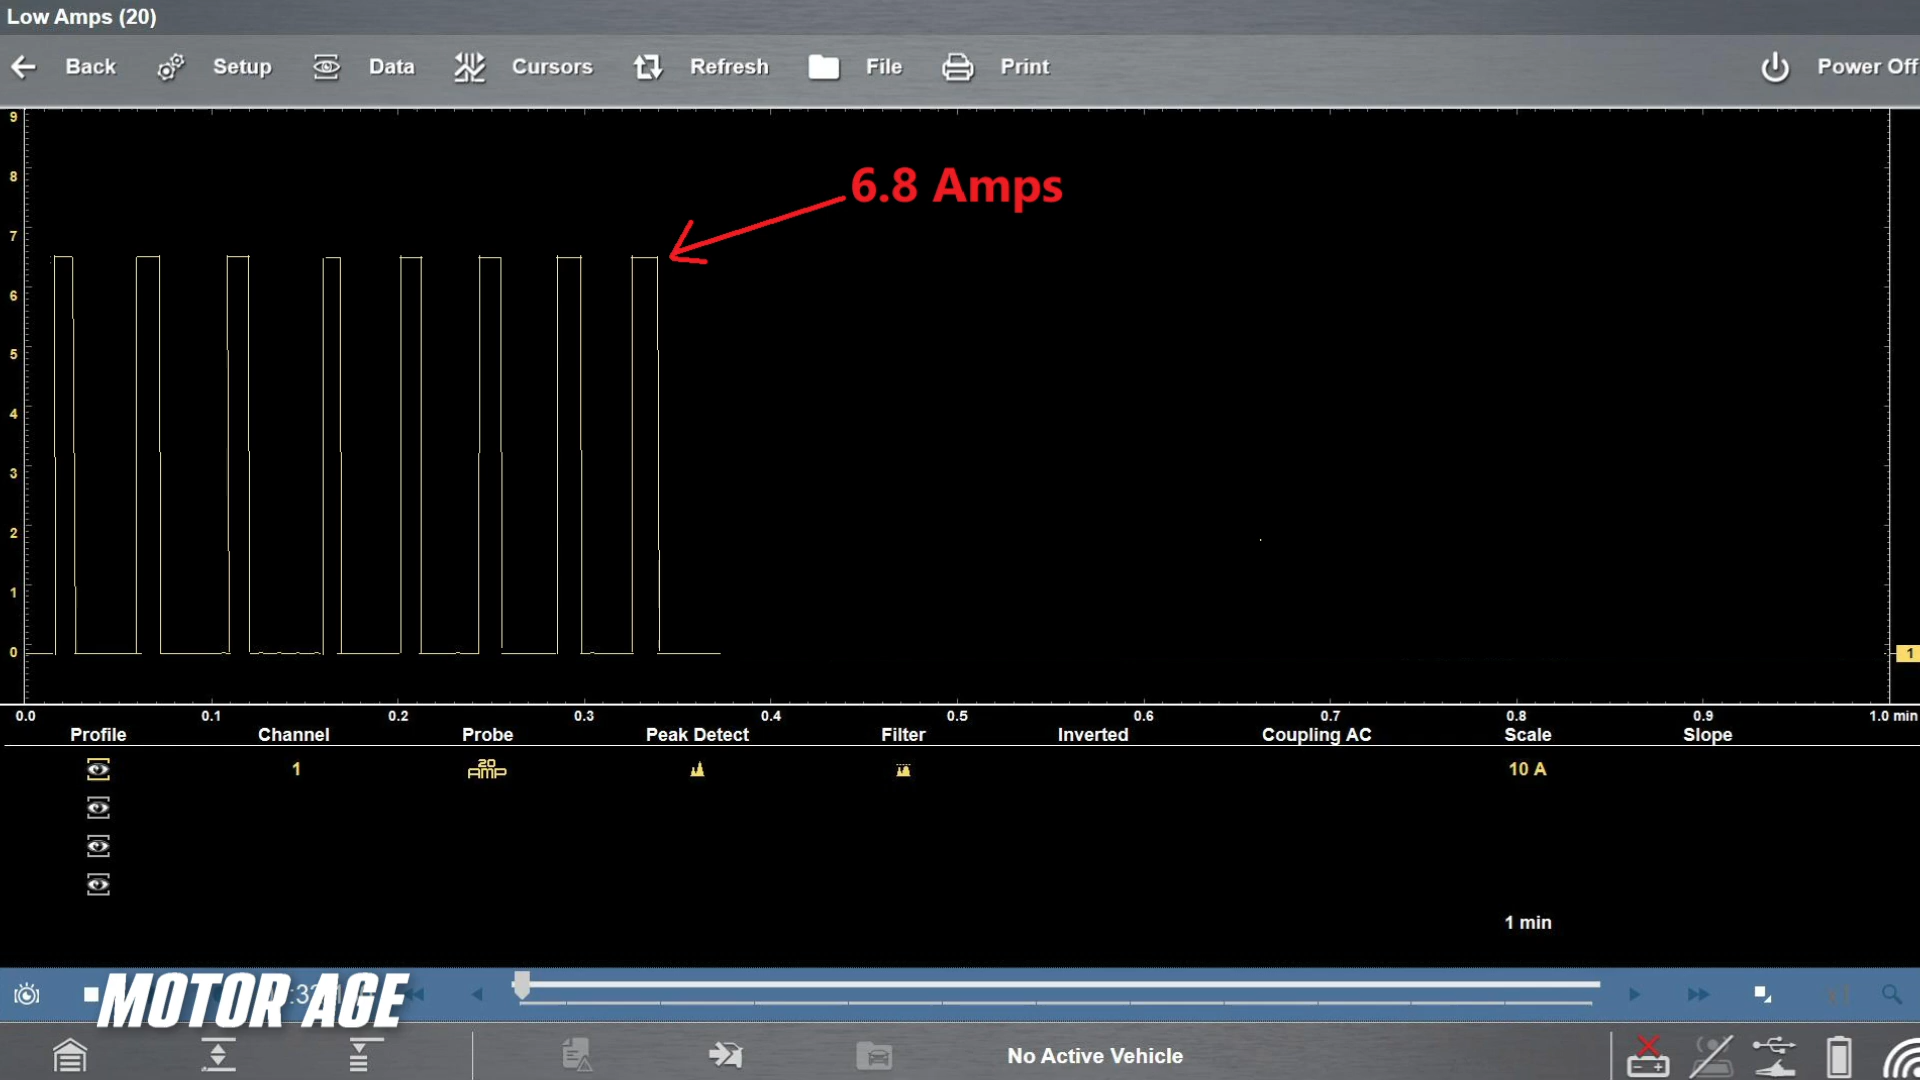 Low Amps (20)
Back Setup Data Cursors Refresh File Print Power Off
6.8 Amps
9
8
7
6
5
4
3
2
1
0
1
0.0 0.1 0.2 0.3 0.4 0.5 0.6 0.7 0.8 0.9 1.0 min
Profile Channel Probe Peak Detect Filter Inverted Coupling AC Scale Slope
1 20 AMP 10 A
1 min
MOTOR AGE
No Active Vehicle